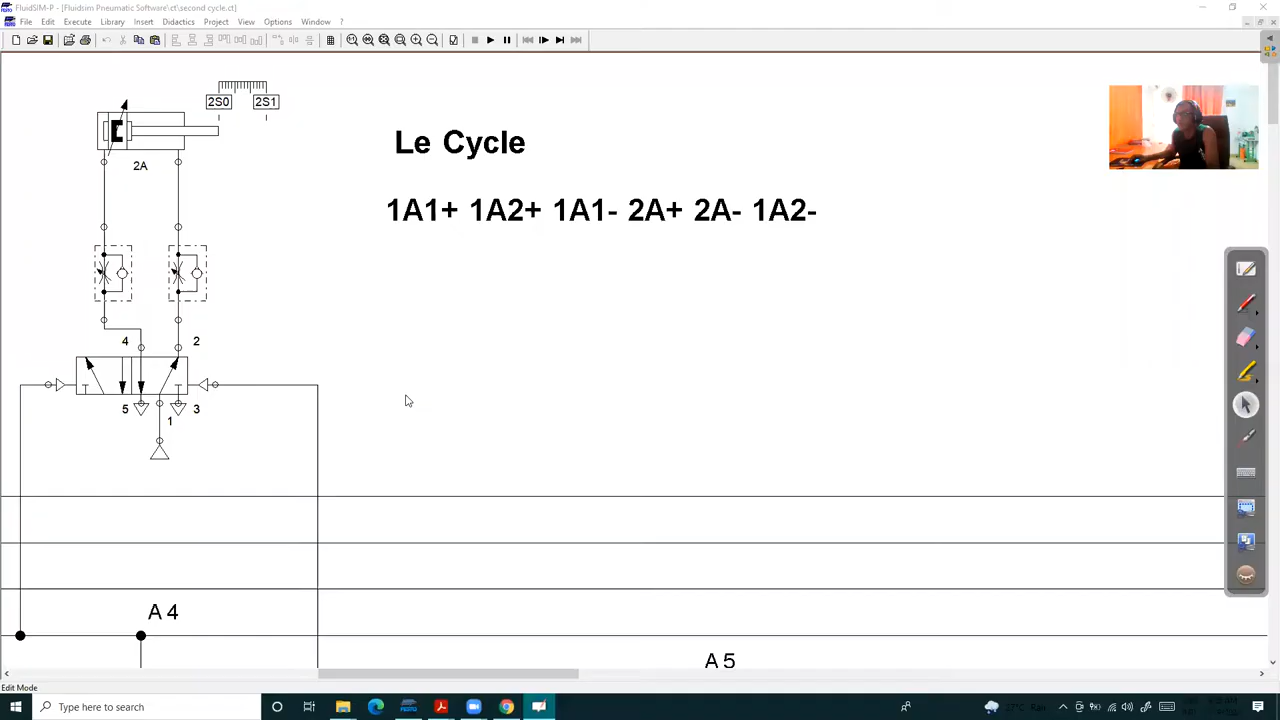 FluidSIM-P - [Fluidsim Pneumatic Software\ct\second cycle.ct]
File Edit Execute Library Insert Didactics Project View Options Window ?
2S0 2S1
2A
Le Cycle
1A1+ 1A2+ 1A1- 2A+ 2A- 1A2-
4 2
5 3
1
A 4
A 5
Edit Mode
Type here to search
27°C Rain